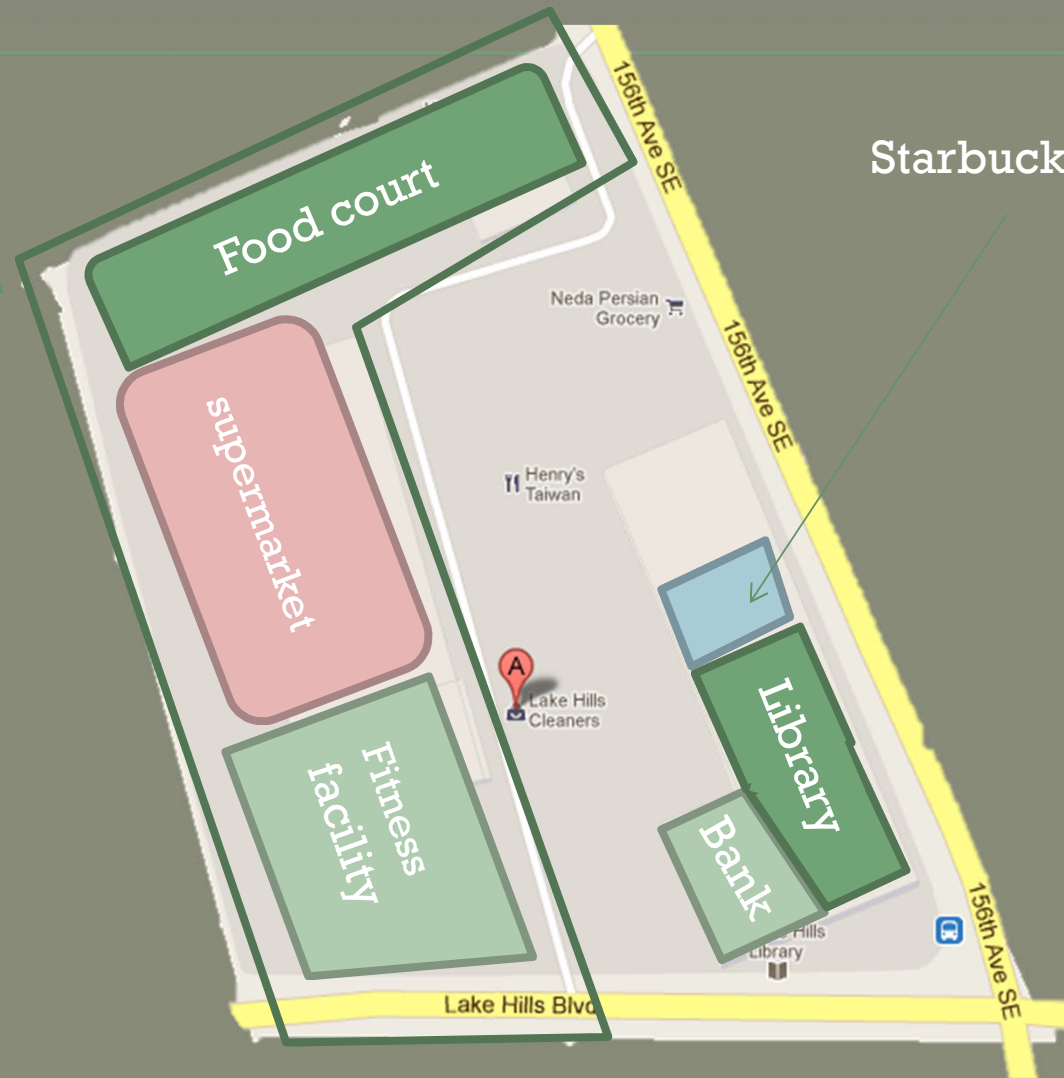 156th Ave SE
Starbuck
Food court
Neda Persian
Grocery
156th Ave SE
supermarket
Henry's
Taiwan
A
Lake Hills
Cleaners
Library
Fitness
facility
Bank
Hills
Library
156th Ave SE
Lake Hills Blvd